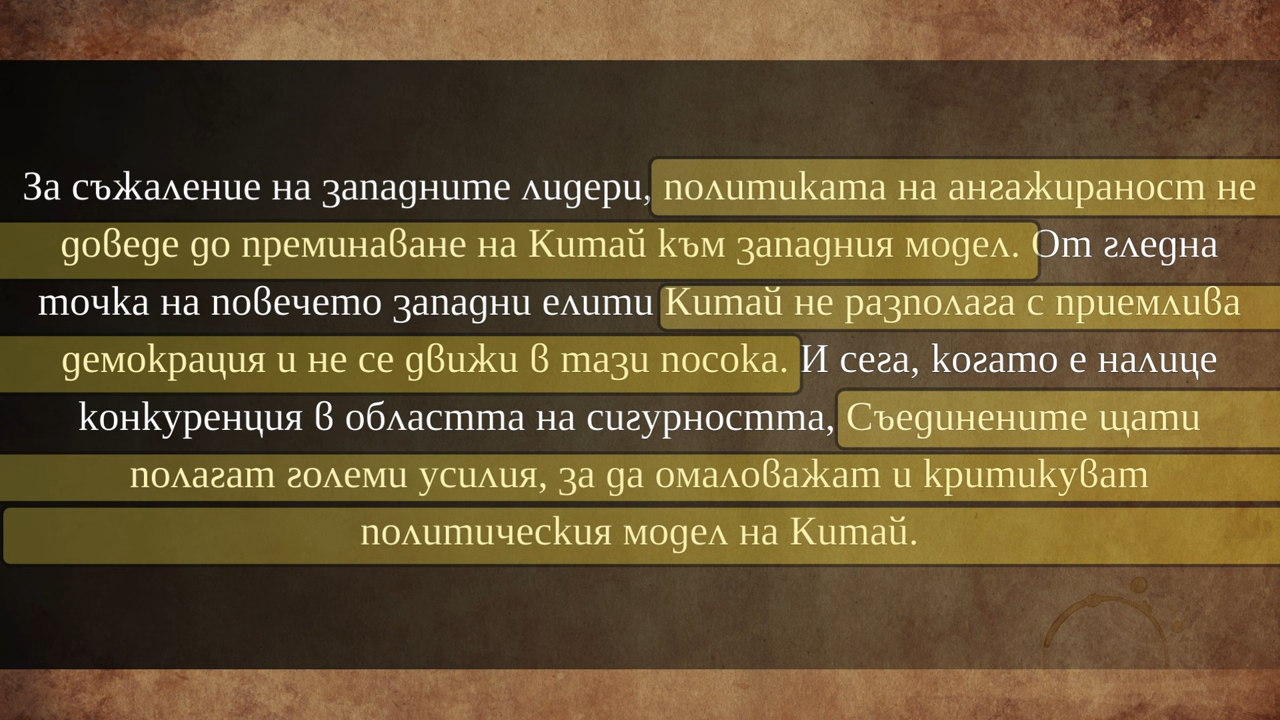 За съжаление на западните лидери, политиката на ангажираност не
доведе до преминаване на Китай към западния модел. От гледна
точка на повечето западни елити Китай не разполага с приемлива
демокрация и не се движи в тази посока. И сега, когато е налице
конкуренция в областта на сигурността, Съединените щати
полагат големи усилия, за да омаловажат и критикуват
политическия модел на Китай.